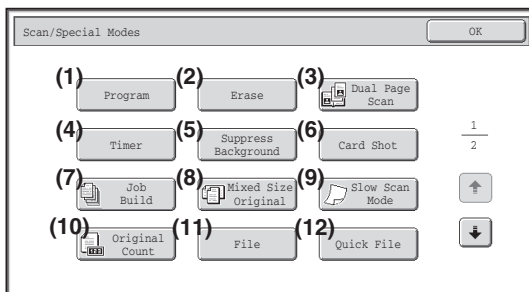 Scan/Special Modes
OK
(1) Program
(2) Erase
(3) Dual Page
Scan
(4) Timer
(5) Suppress
Background
(6) Card Shot
1
2
(7) Job
Build
(8) Mixed Size
Original
(9) Slow Scan
Mode
(10) Original
Count
123
(11) File
(12) Quick File